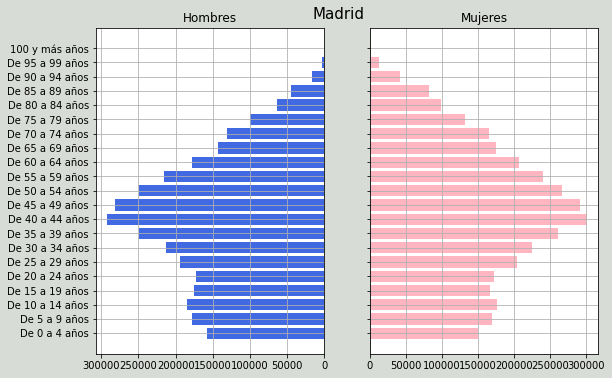 Madrid
Hombres
Mujeres
100 y más años
De 95 a 99 años
De 90 a 94 años
De 85 a 89 años
De 80 a 84 años
De 75 a 79 años
De 70 a 74 años
De 65 a 69 años
De 60 a 64 años
De 55 a 59 años
De 50 a 54 años
De 45 a 49 años
De 40 a 44 años
De 35 a 39 años
De 30 a 34 años
De 25 a 29 años
De 20 a 24 años
De 15 a 19 años
De 10 a 14 años
De 5 a 9 años
De 0 a 4 años
300000 250000 200000 150000 100000 50000 0
0 50000 100000 150000 200000 250000 300000